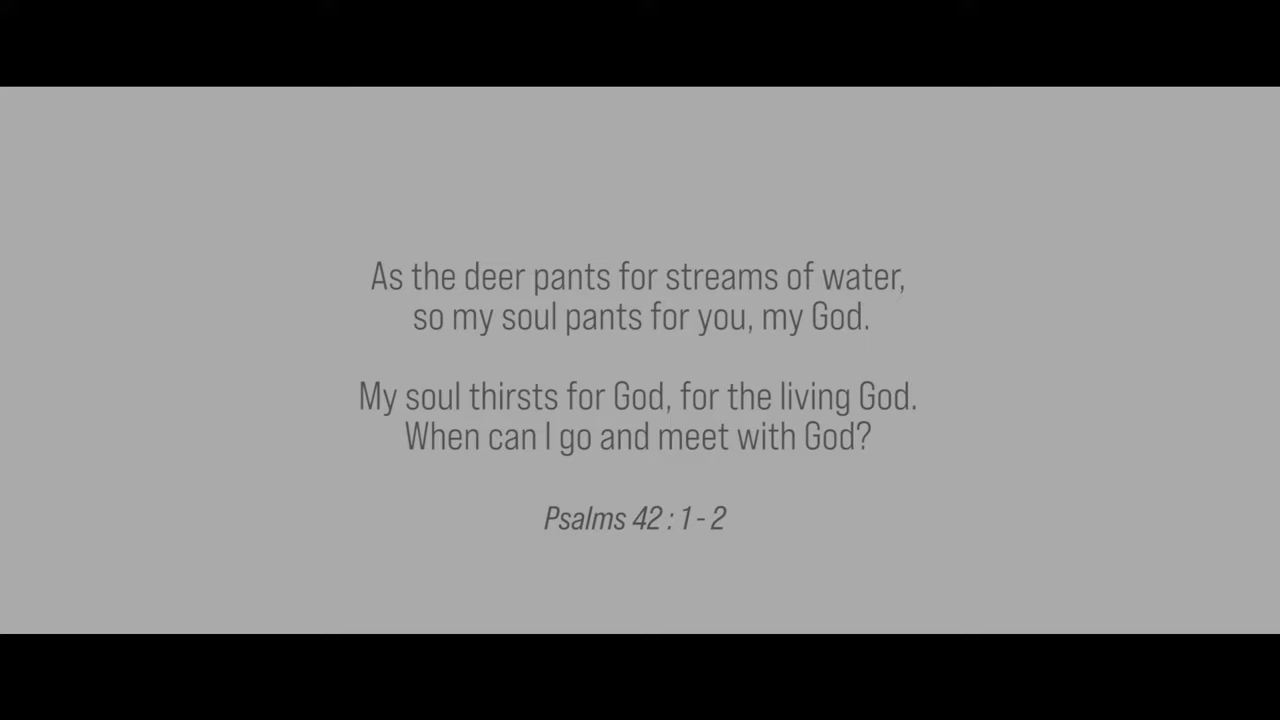 As the deer pants for streams of water,
so my soul pants for you, my God.
My soul thirsts for God, for the living God.
When can I go and meet with God?
Psalms 42 : 1 - 2